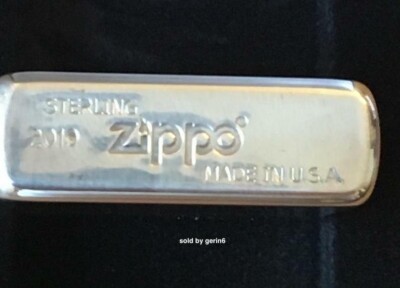 STERLING
2019 Zippo
MADE IN U.S.A.
sold by gerin6